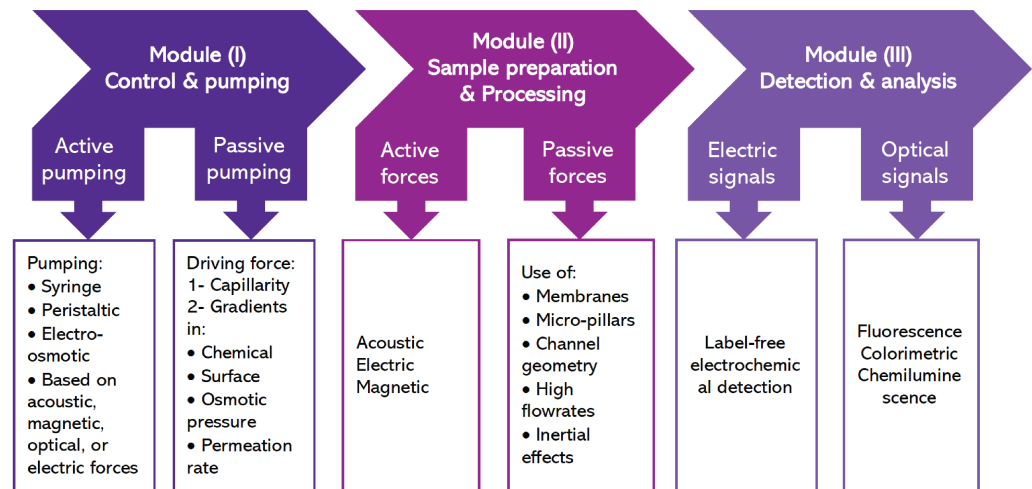 Module (I)
Control & pumping
Active
pumping
Passive
pumping
Pumping:
• Syringe
• Peristaltic
• Electro-
osmotic
• Based on
acoustic,
magnetic,
optical, or
electric forces
Driving force:
1- Capillarity
2- Gradients
in:
• Chemical
• Surface
• Osmotic
pressure
• Permeation
rate
Module (II)
Sample preparation
& Processing
Active
forces
Passive
forces
Acoustic
Electric
Magnetic
Use of:
• Membranes
• Micro-pillars
• Channel
geometry
• High
flowrates
• Inertial
effects
Module (III)
Detection & analysis
Electric
signals
Optical
signals
Label-free
electrochemic
al detection
Fluorescence
Colorimetric
Chemilumine
scence